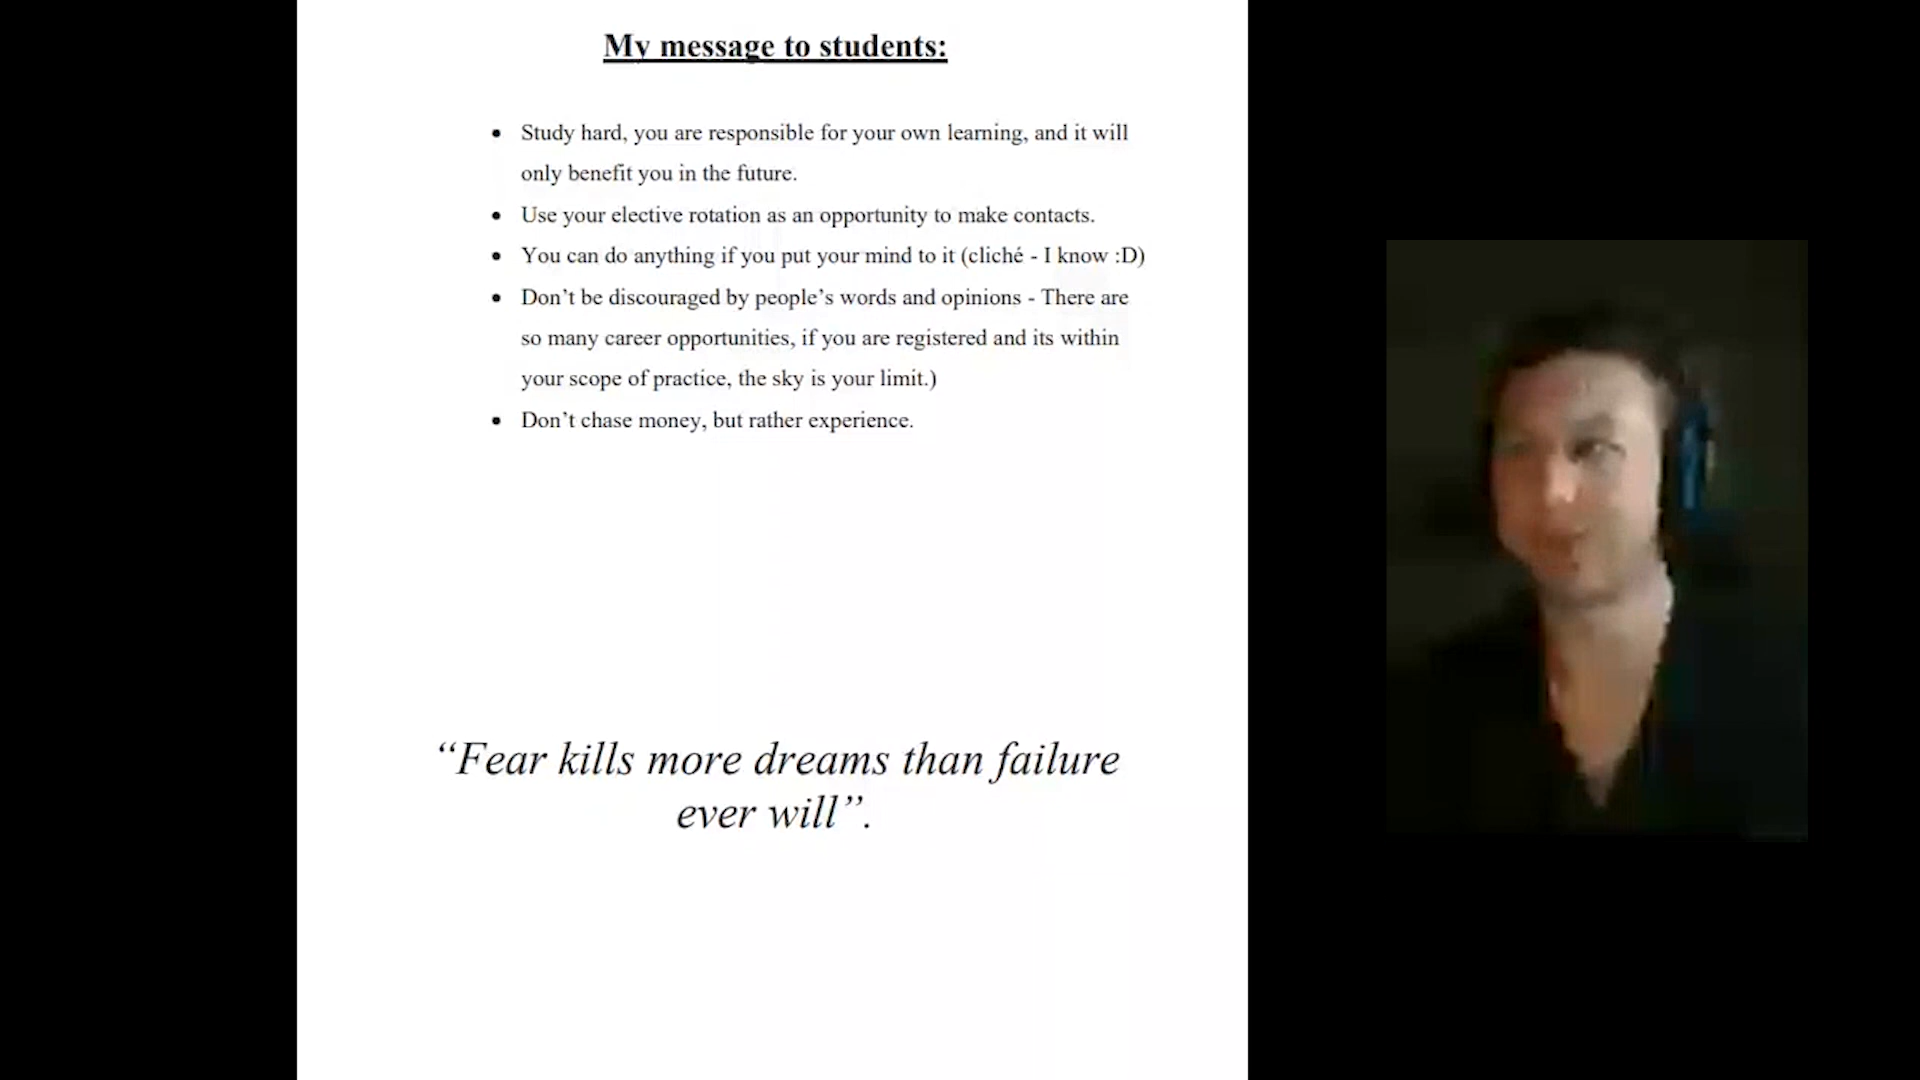 My message to students:
• Study hard, you are responsible for your own learning, and it will
only benefit you in the future.
• Use your elective rotation as an opportunity to make contacts.
• You can do anything if you put your mind to it (cliché - I know :D)
• Don’t be discouraged by people’s words and opinions - There are
so many career opportunities, if you are registered and its within
your scope of practice, the sky is your limit.)
• Don’t chase money, but rather experience.
“Fear kills more dreams than failure
ever will”.